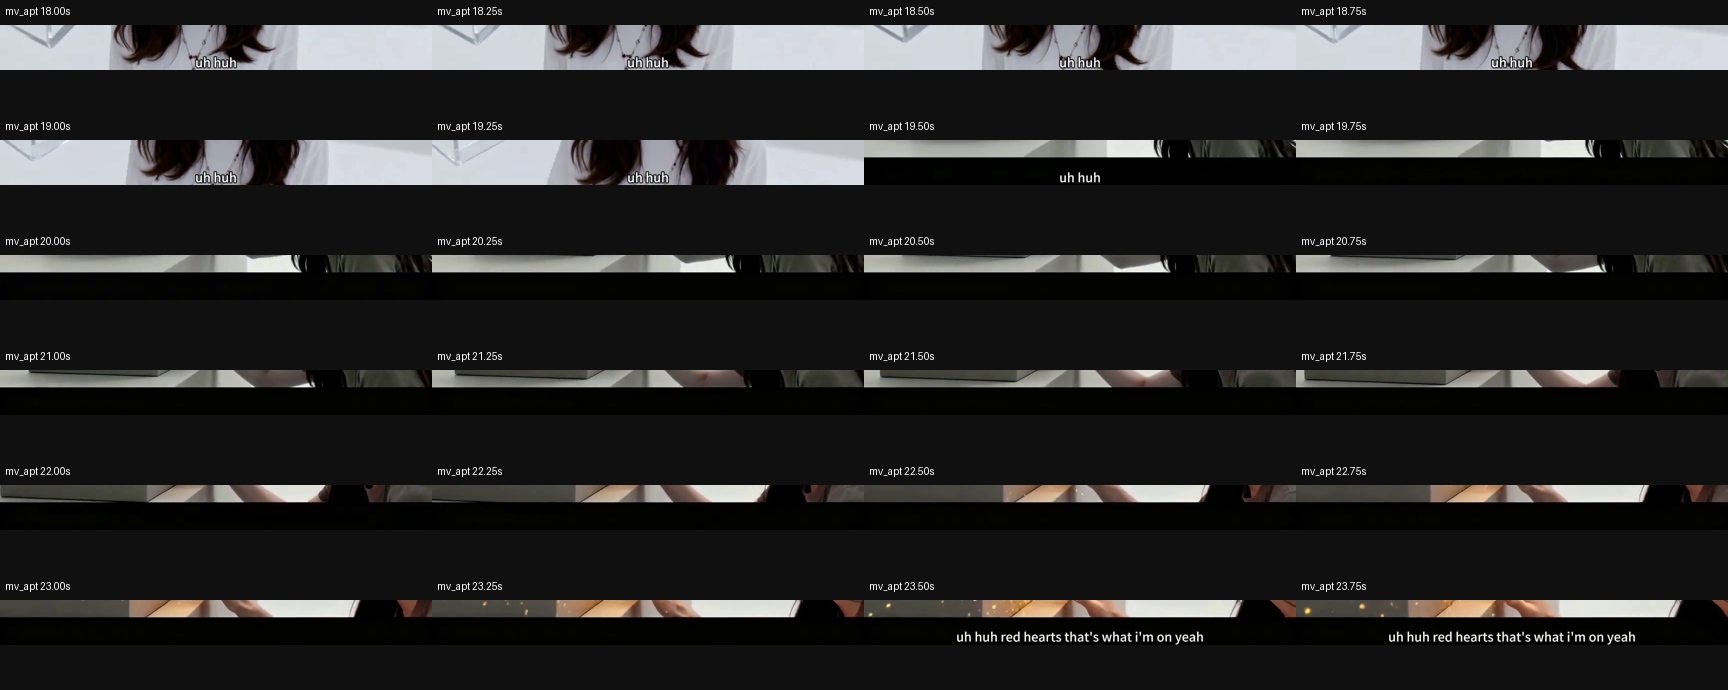 mv_apt 18.00s
mv_apt 18.25s
mv_apt 18.50s
mv_apt 18.75s
uh huh
uh huh
uh huh
uh huh
mv_apt 19.00s
mv_apt 19.25s
mv_apt 19.50s
mv_apt 19.75s
uh huh
uh huh
uh huh
mv_apt 20.00s
mv_apt 20.25s
mv_apt 20.50s
mv_apt 20.75s
mv_apt 21.00s
mv_apt 21.25s
mv_apt 21.50s
mv_apt 21.75s
mv_apt 22.00s
mv_apt 22.25s
mv_apt 22.50s
mv_apt 22.75s
mv_apt 23.00s
mv_apt 23.25s
mv_apt 23.50s
mv_apt 23.75s
uh huh red hearts that's what i'm on yeah
uh huh red hearts that's what i'm on yeah